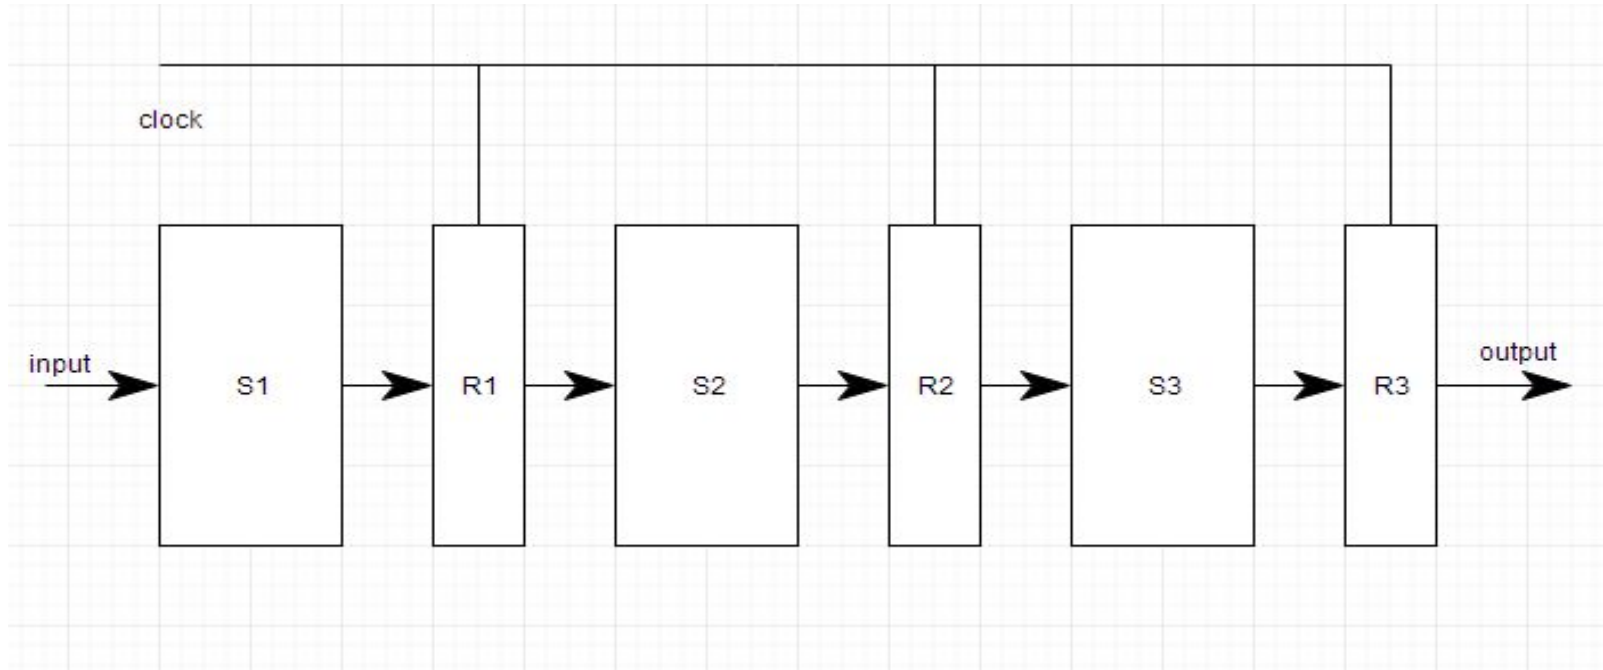 clock
input
S1
R1
S2
R2
S3
R3
output